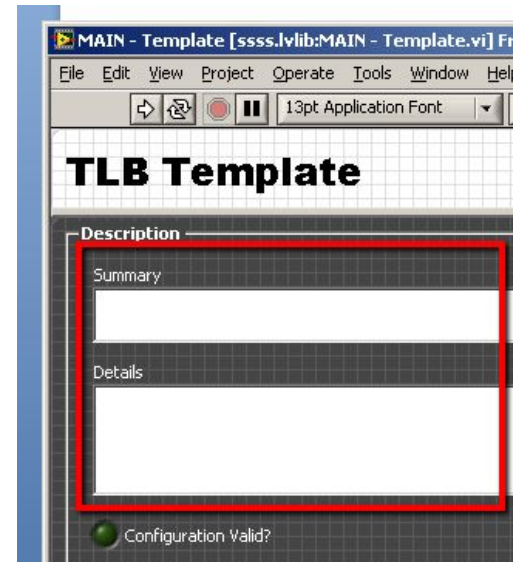 MAIN - Template [ssss.lvlib:MAIN - Template.vi] Fr
File Edit View Project Operate Tools Window Help
13pt Application Font
TLB Template
Description
Summary
Details
Configuration Valid?